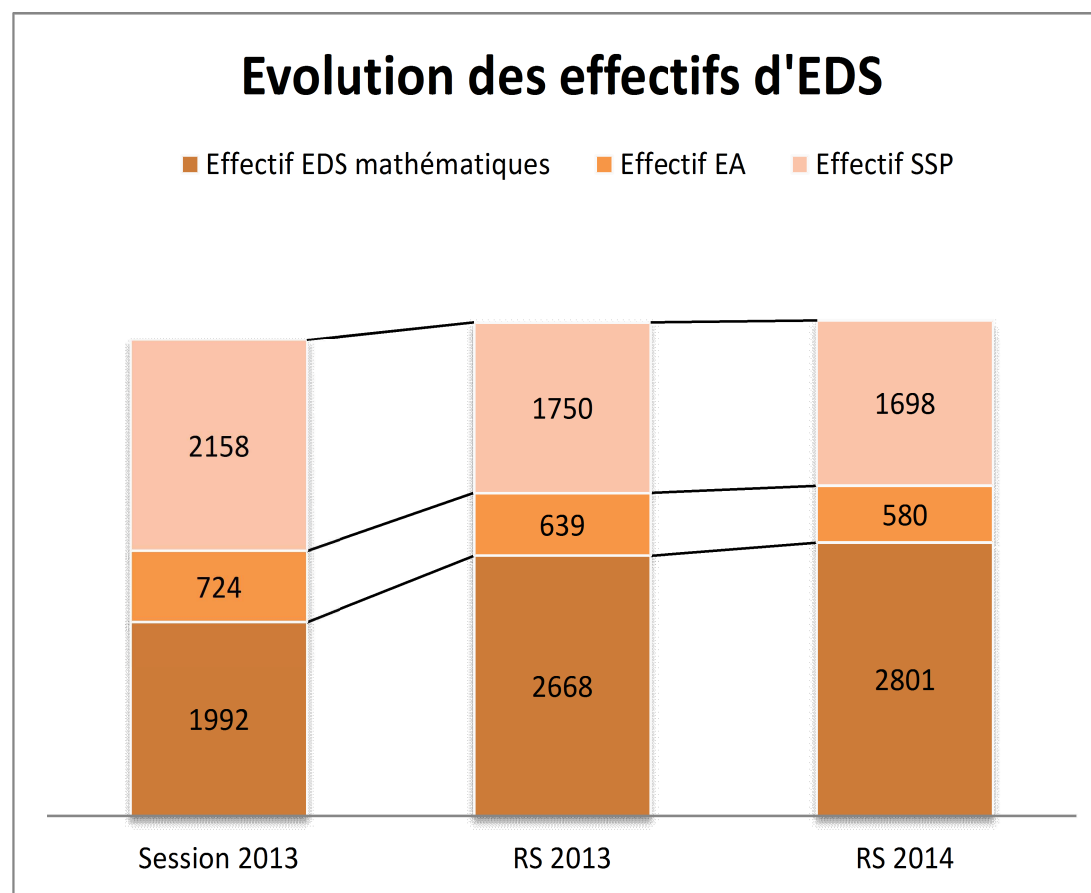 Evolution des effectifs d'EDS
Effectif EDS mathématiques Effectif EA Effectif SSP
2158 1750 1698
724 639 580
1992 2668 2801
Session 2013 RS 2013 RS 2014